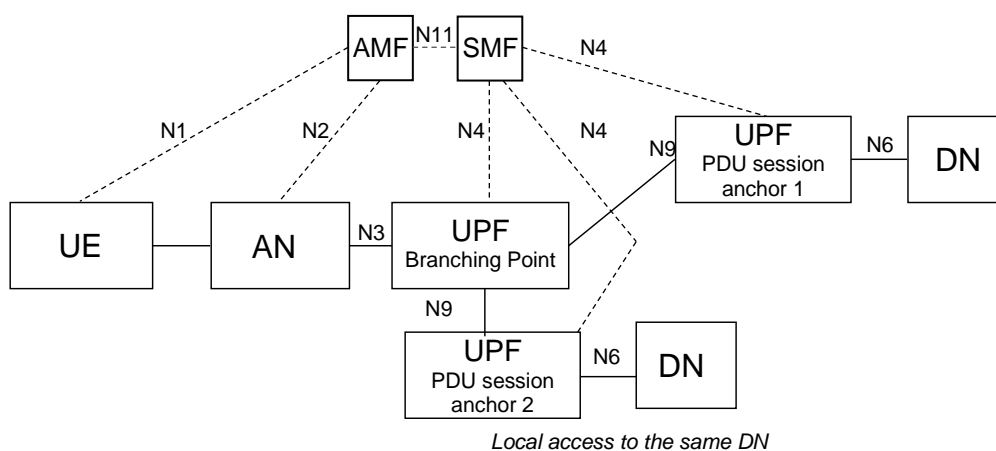 AMF
N11
SMF
N4
N1
N2
N4
N4
UPF
PDU session
anchor 1
N9
N6
DN
UE
AN
N3
UPF
Branching Point
N9
UPF
PDU session
anchor 2
N6
DN
Local access to the same DN